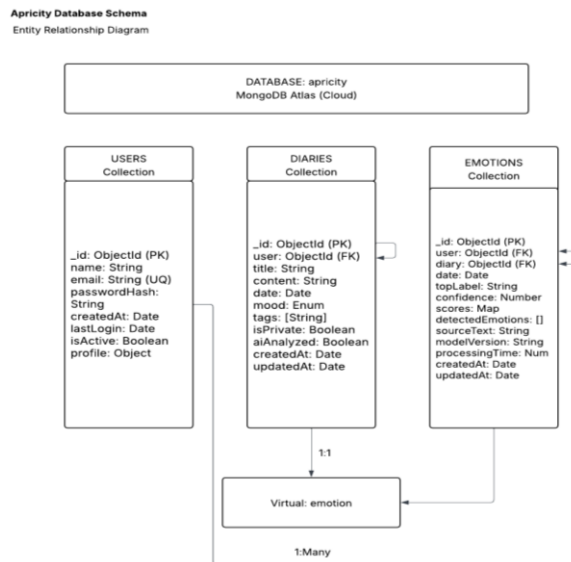 Apricity Database Schema
Entity Relationship Diagram
DATABASE: apricity
MongoDB Atlas (Cloud)
USERS
Collection
_id: ObjectId (PK)
name: String
email: String (UQ)
passwordHash:
String
createdAt: Date
lastLogin: Date
isActive: Boolean
profile: Object
DIARIES
Collection
_id: ObjectId (PK)
user: ObjectId (FK)
title: String
content: String
date: Date
mood: Enum
tags: [String]
isPrivate: Boolean
aiAnalyzed: Boolean
createdAt: Date
updatedAt: Date
EMOTIONS
Collection
_id: ObjectId (PK)
user: ObjectId (FK)
diary: ObjectId (FK)
date: Date
topLabel: String
confidence: Number
scores: Map
detectedEmotions: []
sourceText: String
modelVersion: String
processingTime: Num
createdAt: Date
updatedAt: Date
1:1
Virtual: emotion
1:Many